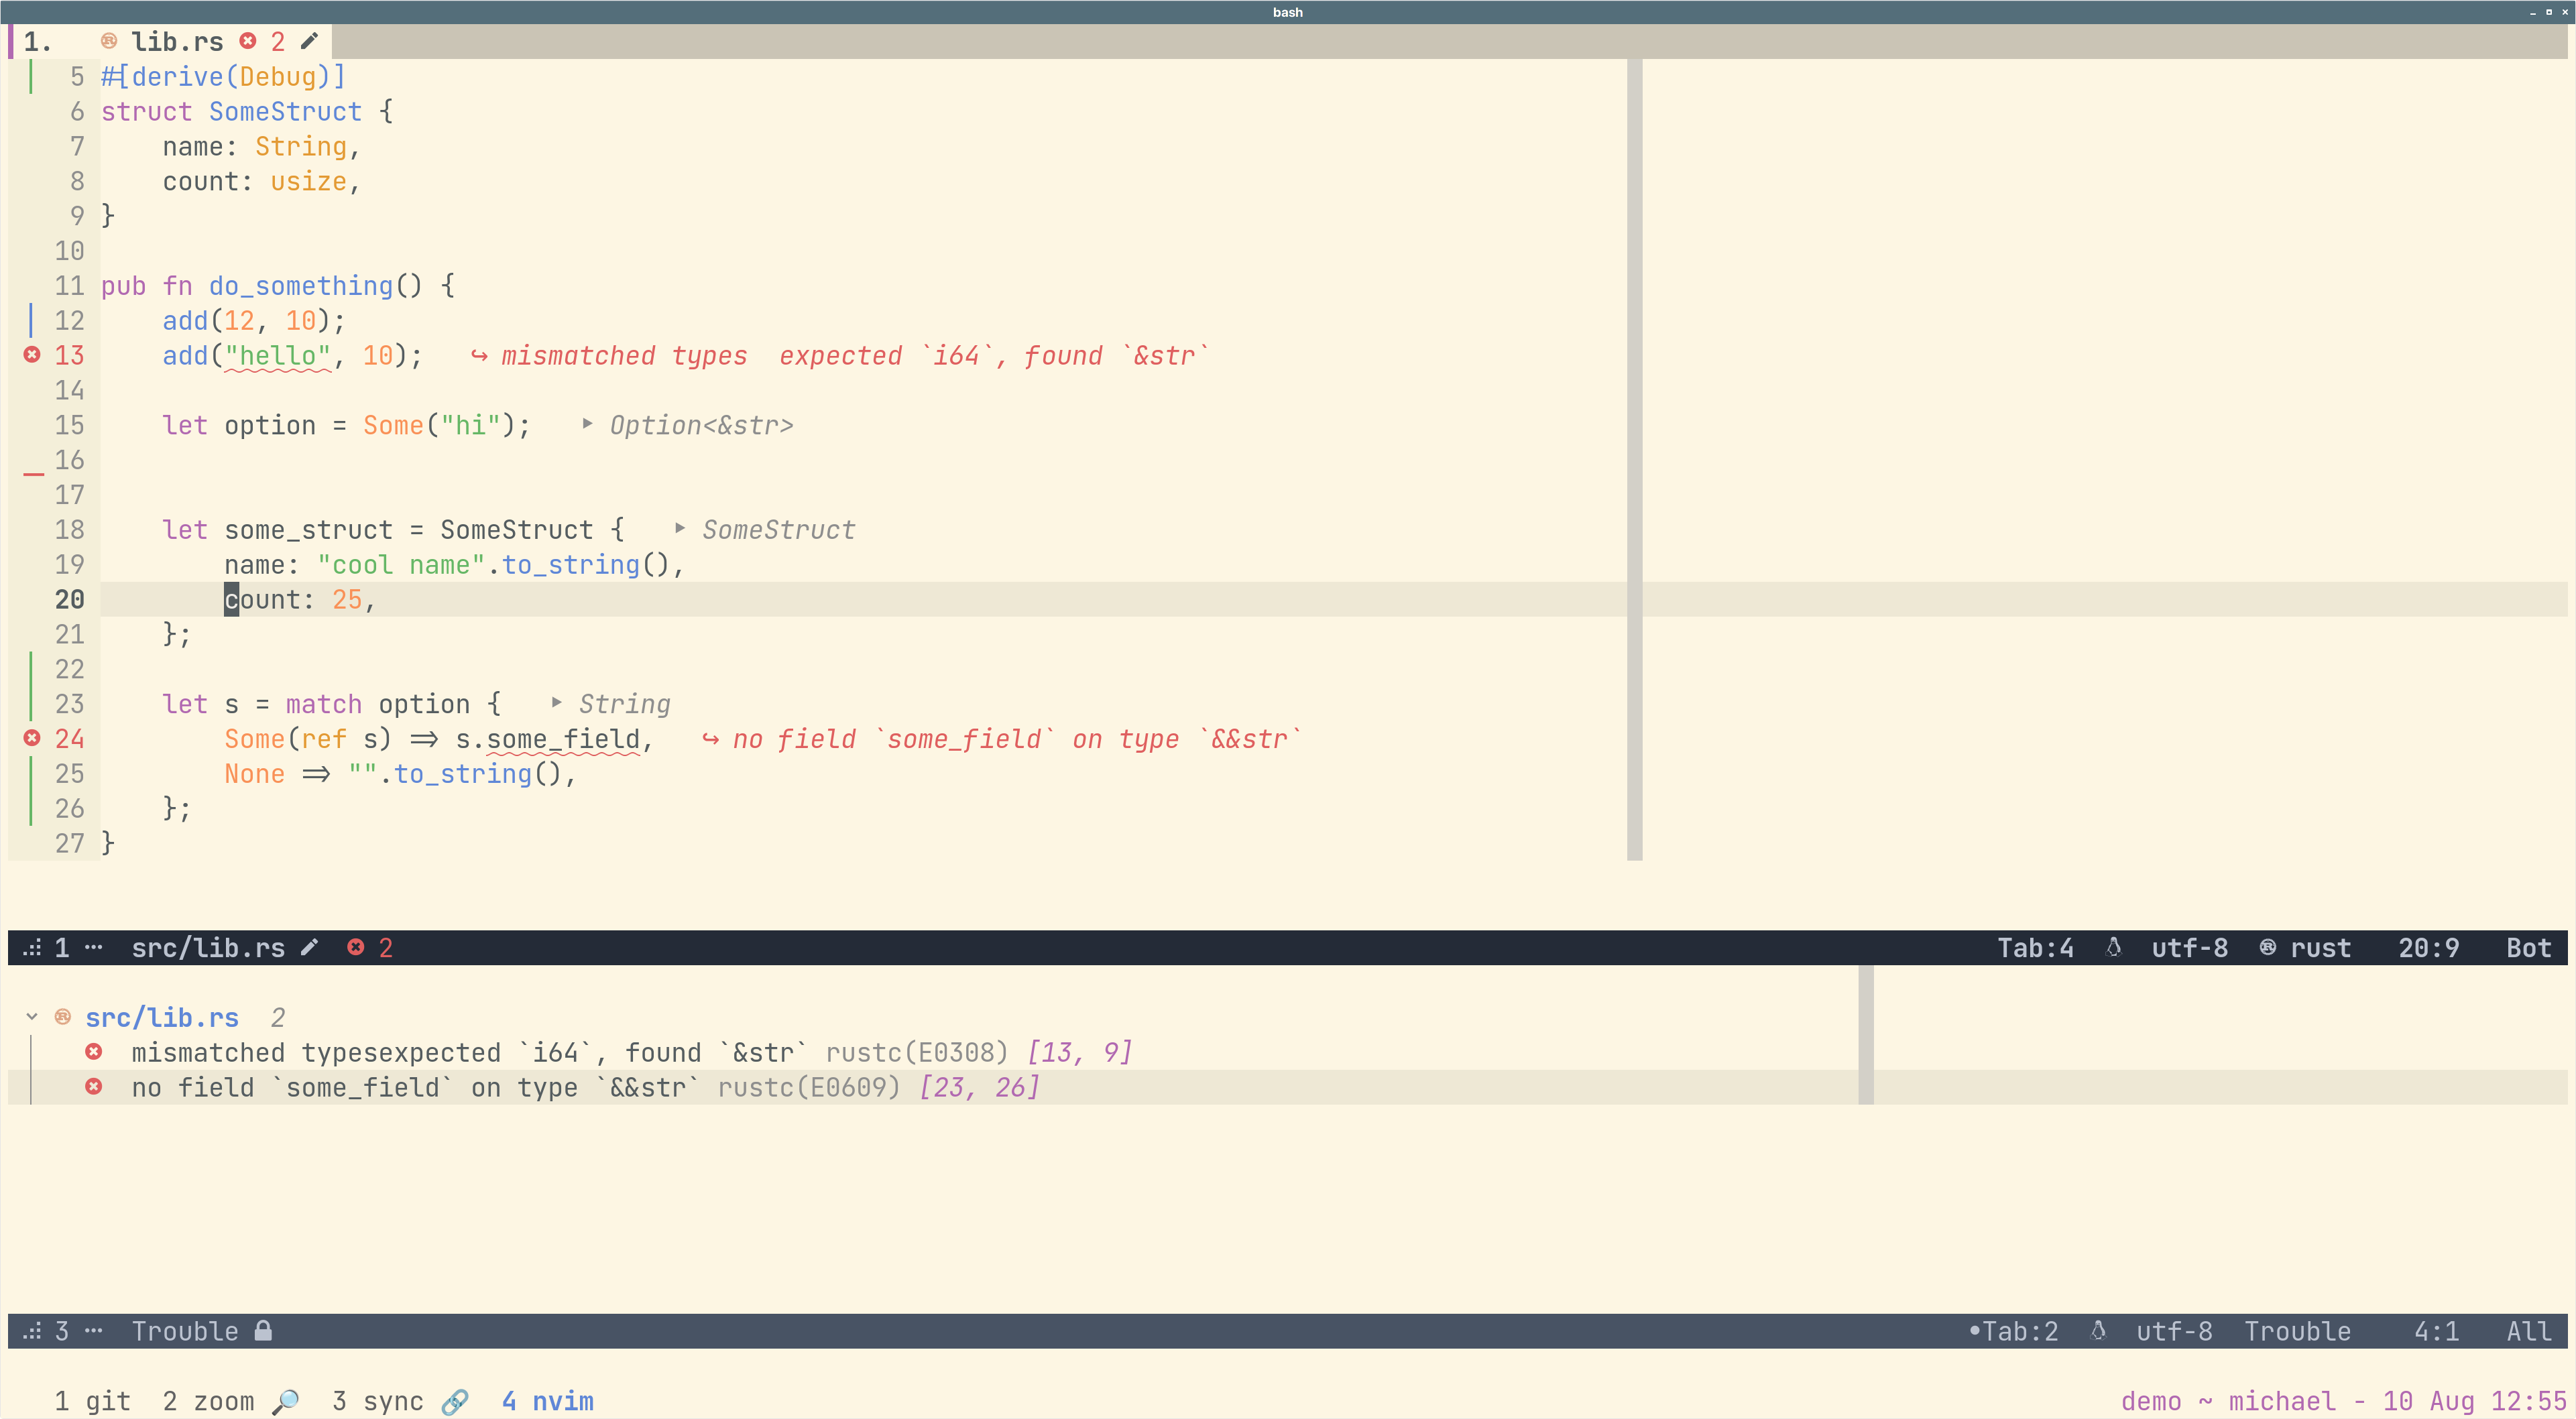 bash
1. lib.rs 2
5 #[derive(Debug)]
6 struct SomeStruct {
7     name: String,
8     count: usize,
9 }
10
11 pub fn do_something() {
12     add(12, 10);
13     add("hello", 10);   ↪ mismatched types  expected `i64`, found `&str`
14
15     let option = Some("hi");   ▸ Option<&str>
16
17
18     let some_struct = SomeStruct {   ▸ SomeStruct
19         name: "cool name".to_string(),
20         count: 25,
21     };
22
23     let s = match option {   ▸ String
24         Some(ref s) => s.some_field,   ↪ no field `some_field` on type `&&str`
25         None => "".to_string(),
26     };
27 }
1 ··· src/lib.rs 2 Tab:4 utf-8 rust 20:9 Bot
src/lib.rs 2
mismatched typesexpected `i64`, found `&str` rustc(E0308) [13, 9]
no field `some_field` on type `&&str` rustc(E0609) [23, 26]
3 ··· Trouble •Tab:2 utf-8 Trouble 4:1 All
1 git 2 zoom 🔎 3 sync 🔗 4 nvim demo ~ michael - 10 Aug 12:55